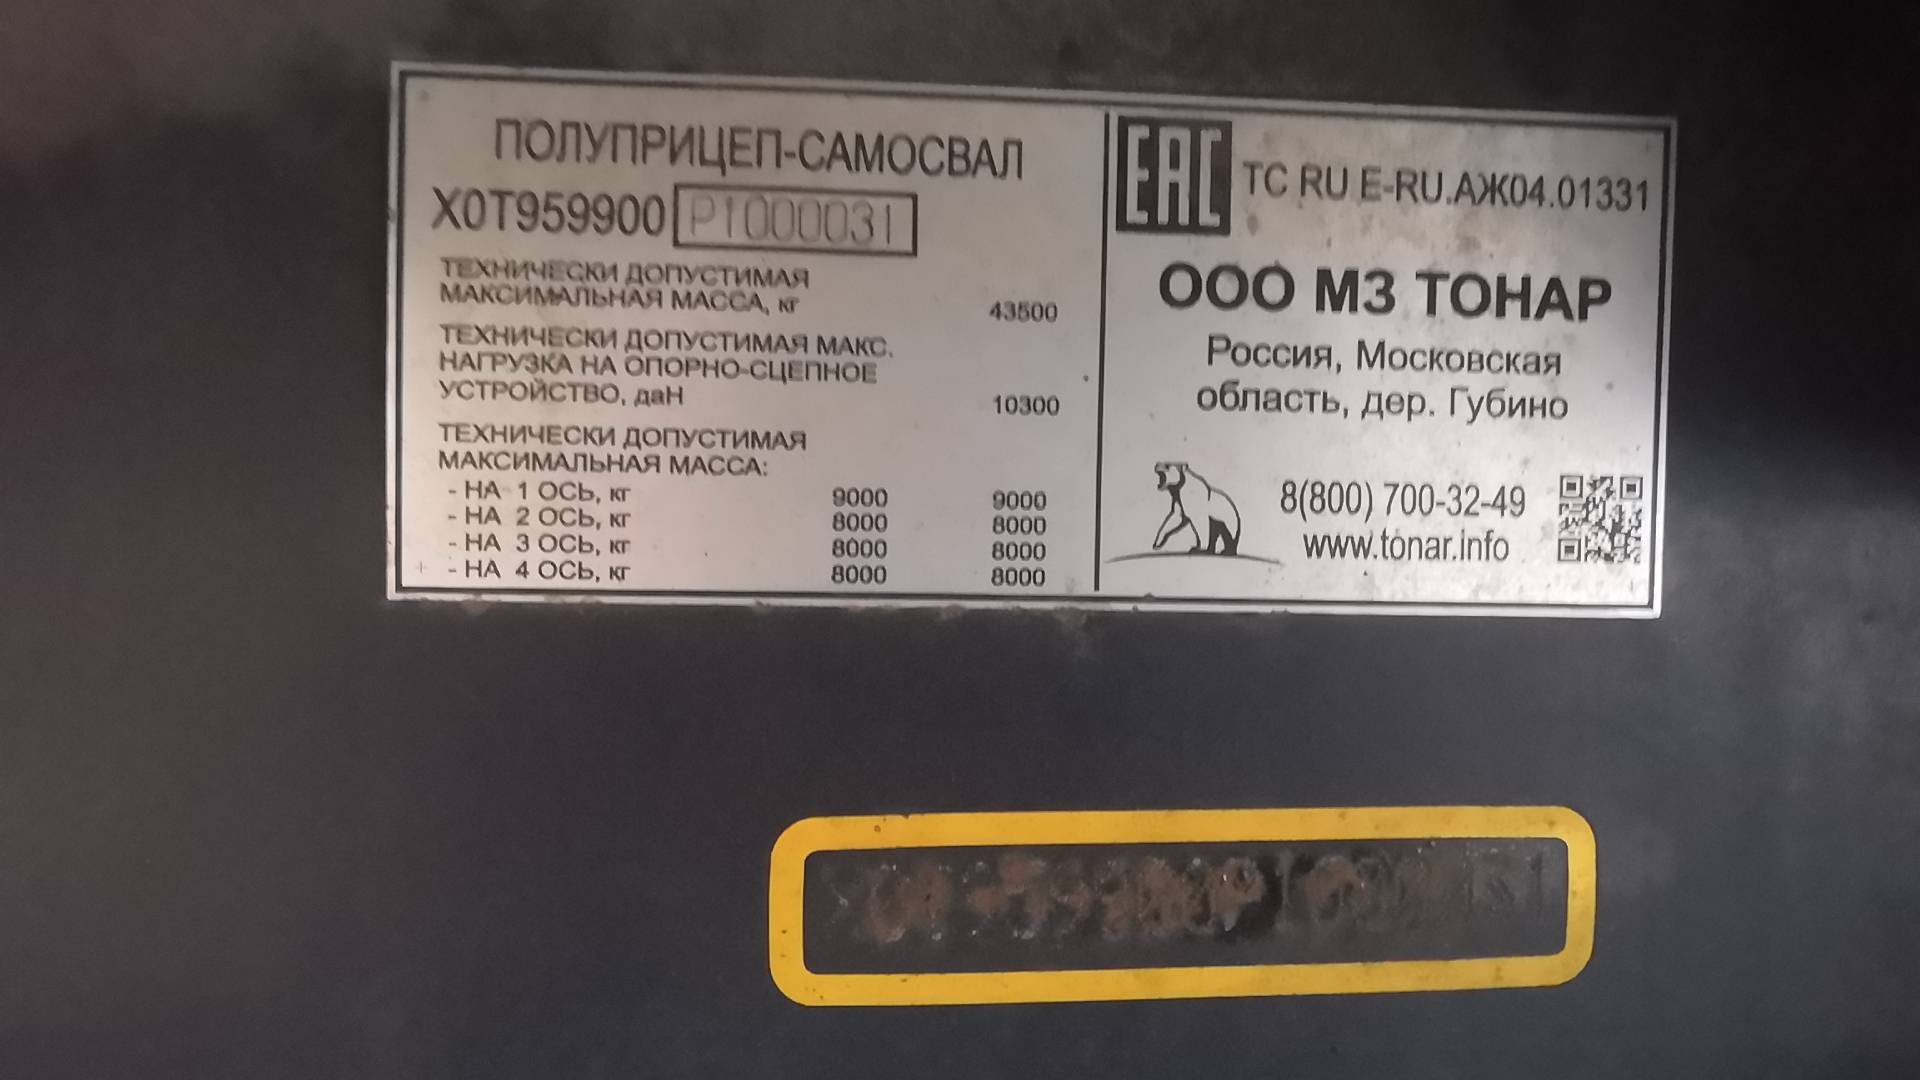 ПОЛУПРИЦЕП-САМОСВАЛ
X0T959900 P1000031
ТЕХНИЧЕСКИ ДОПУСТИМАЯ
МАКСИМАЛЬНАЯ МАССА, кг 43500
ТЕХНИЧЕСКИ ДОПУСТИМАЯ МАКС.
НАГРУЗКА НА ОПОРНО-СЦЕПНОЕ
УСТРОЙСТВО, даН 10300
ТЕХНИЧЕСКИ ДОПУСТИМАЯ
МАКСИМАЛЬНАЯ МАССА:
- НА 1 ОСЬ, кг 9000 9000
- НА 2 ОСЬ, кг 8000 8000
- НА 3 ОСЬ, кг 8000 8000
- НА 4 ОСЬ, кг 8000 8000
EAC TC RU E-RU.АЖ04.01331
ООО МЗ ТОНАР
Россия, Московская
область, дер. Губино
8(800) 700-32-49
www.tonar.info